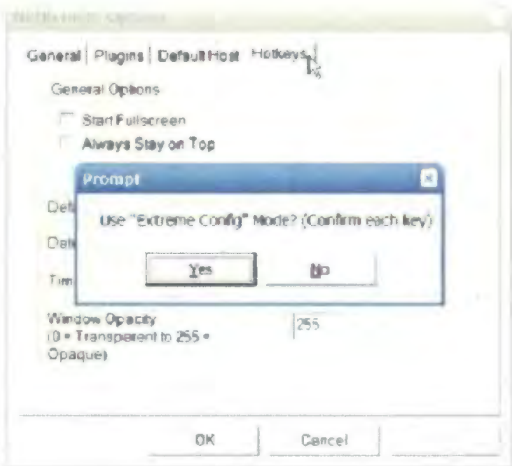 General Plugins Default Host Hotkeys
General Options
Start Fullscreen
Always Stay on Top
Prompt
Use "Extreme Config" Mode? (Confirm each key)
Yes No
Window Opacity
255
(0 = Transparent to 255 =
Opaque)
OK Cancel